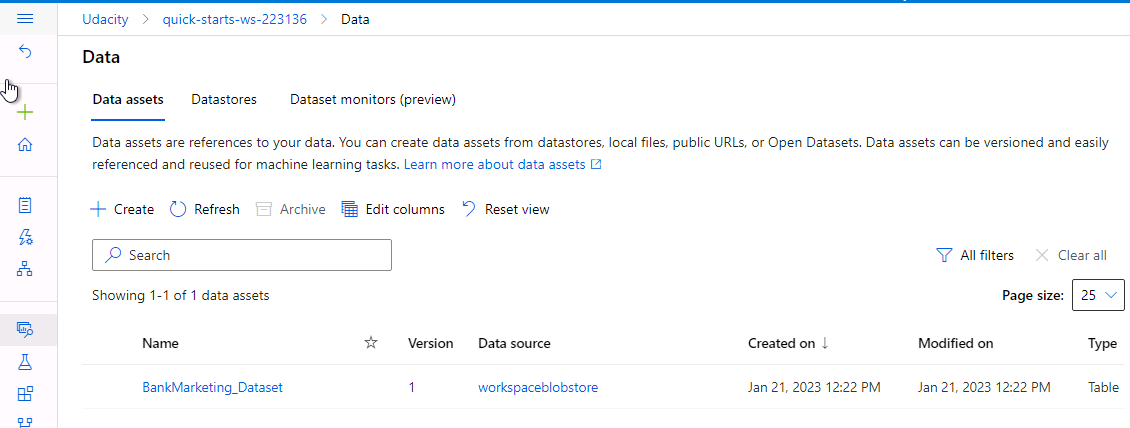 Udacity > quick-starts-ws-223136 > Data
Data
Data assets Datastores Dataset monitors (preview)
Data assets are references to your data. You can create data assets from datastores, local files, public URLs, or Open Datasets. Data assets can be versioned and easily
referenced and reused for machine learning tasks. Learn more about data assets
Create Refresh Archive Edit columns Reset view
Search All filters Clear all
Showing 1-1 of 1 data assets Page size: 25
Name Version Data source Created on ↓ Modified on Type
BankMarketing_Dataset 1 workspaceblobstore Jan 21, 2023 12:22 PM Jan 21, 2023 12:22 PM Table